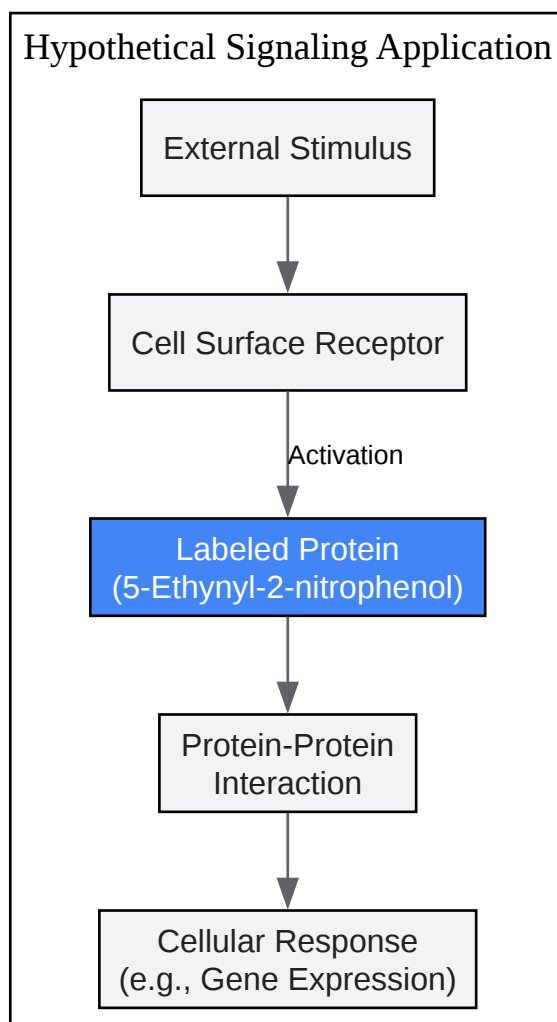 Hypothetical Signaling Application
External Stimulus
Cell Surface Receptor
Activation
Labeled Protein
(5-Ethynyl-2-nitrophenol)
Protein-Protein
Interaction
Cellular Response
(e.g., Gene Expression)